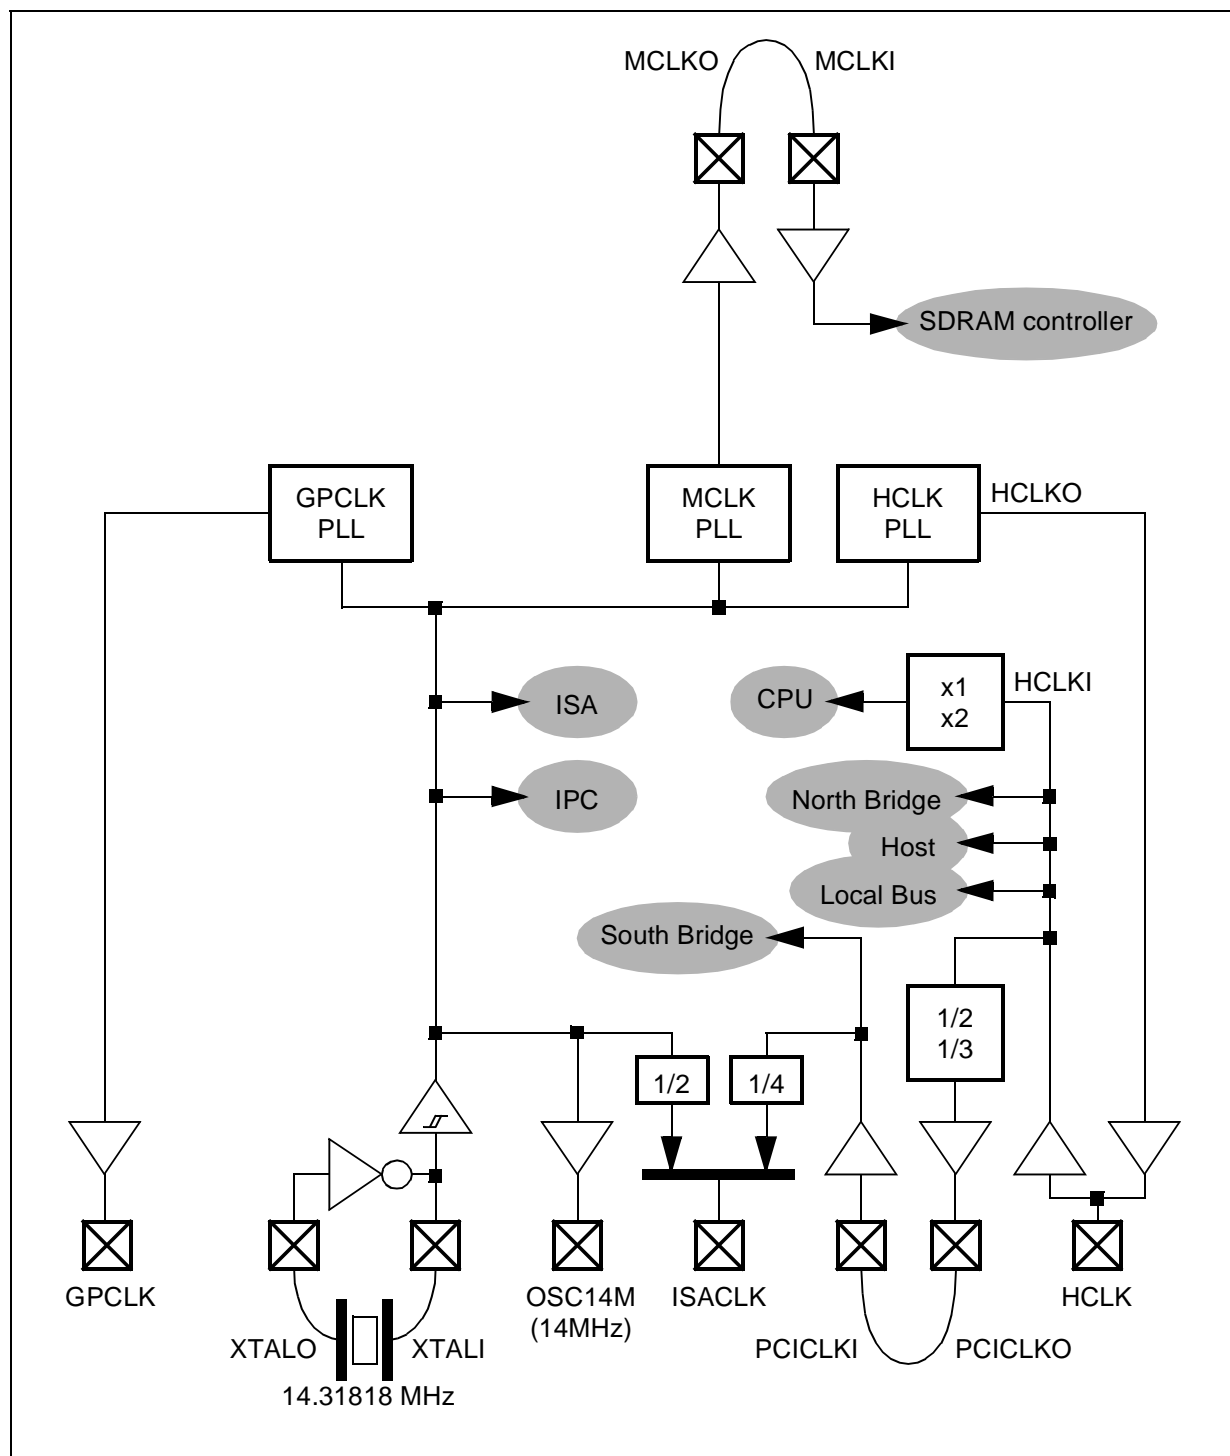 MCLKO
MCLKI
SDRAM controller
GPCLK
PLL
MCLK
PLL
HCLK
PLL
HCLKO
ISA
CPU
x1
x2
HCLKI
IPC
North Bridge
Host
Local Bus
South Bridge
1/2
1/3
1/2
1/4
GPCLK
OSC14M
(14MHz)
ISACLK
HCLK
XTALO
XTALI
PCICLKI
PCICLKO
14.31818 MHz